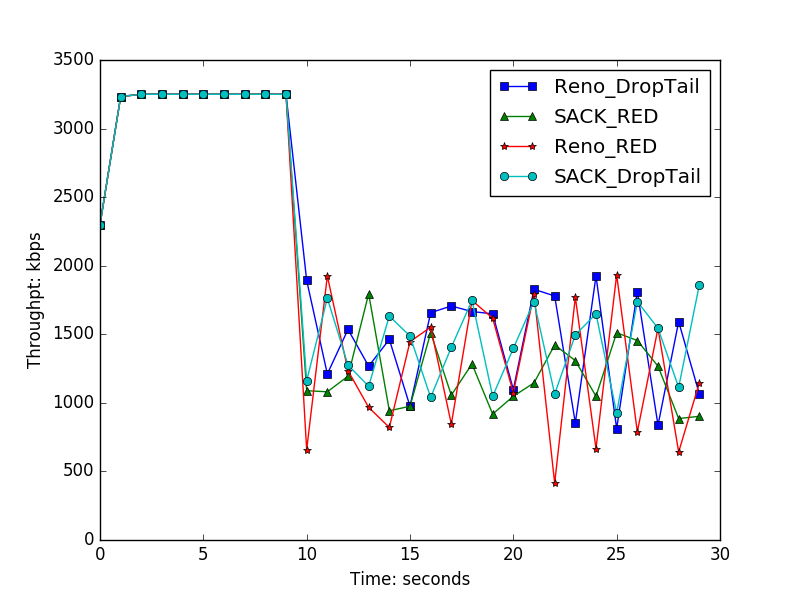 3500
3000
2500
2000
1500
1000
500
0
Throughpt: kbps
Reno_DropTail
SACK_RED
Reno_RED
SACK_DropTail
0 5 10 15 20 25 30
Time: seconds